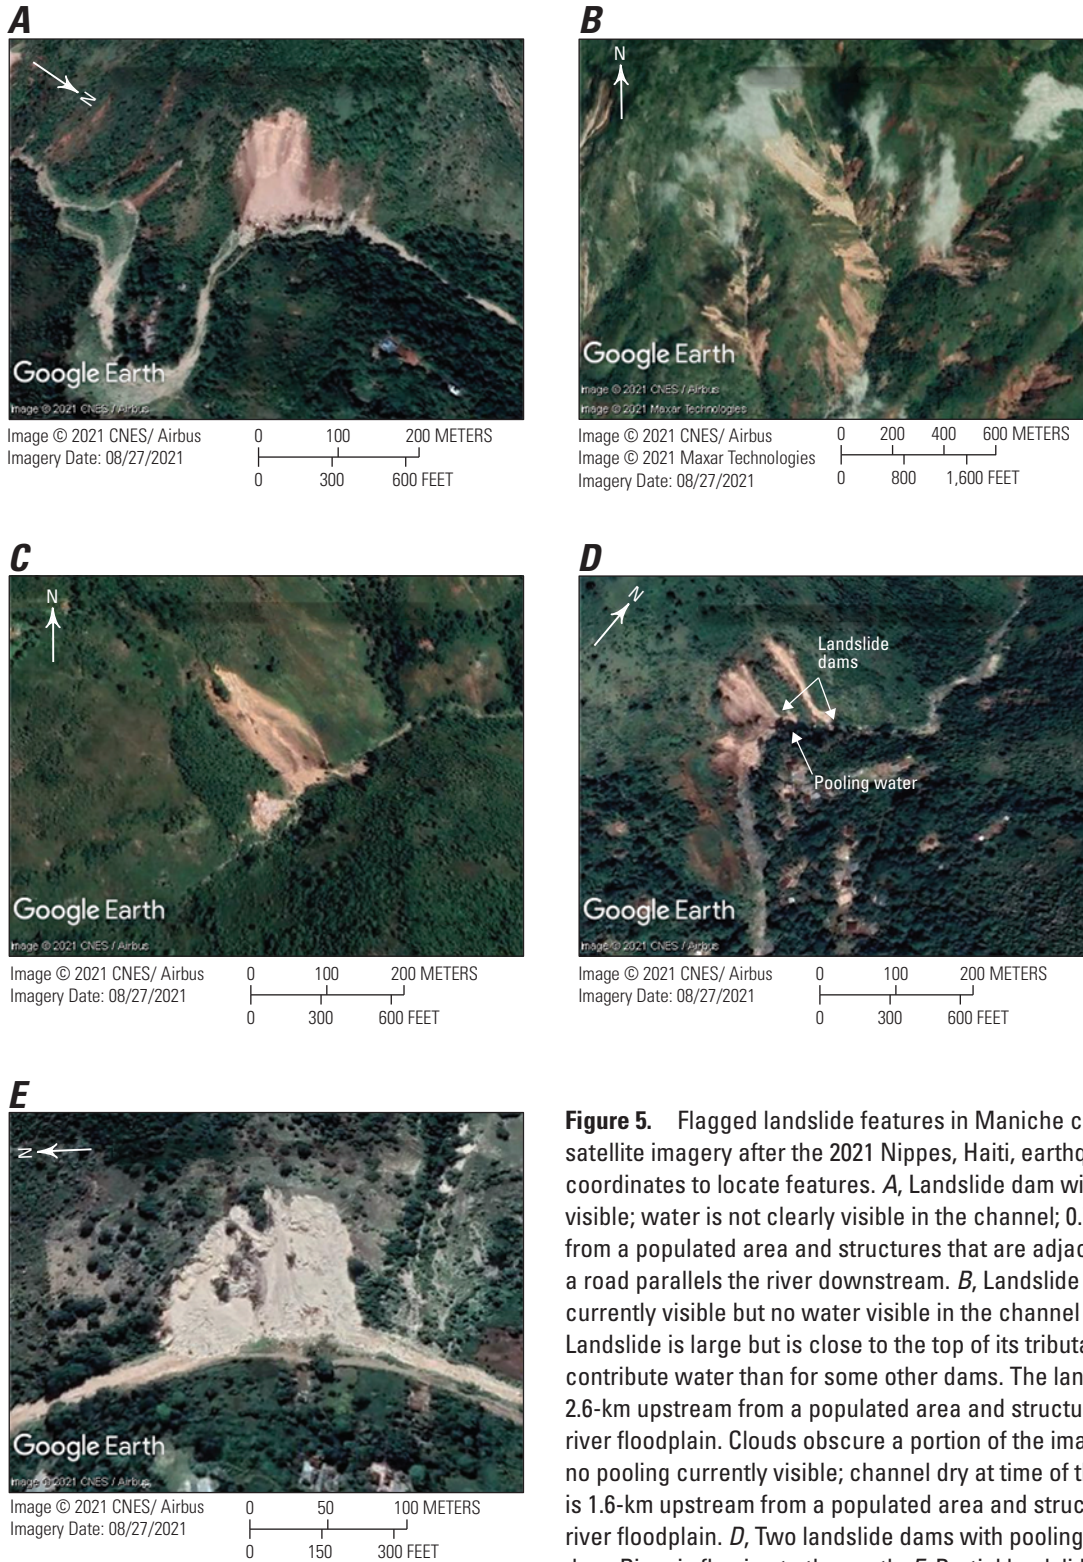 A
N
Google Earth
Image © 2021 CNES / Airbus
Image © 2021 CNES/ Airbus
Imagery Date: 08/27/2021
0 100 200 METERS
0 300 600 FEET
B
N
Google Earth
Image © 2021 CNES / Airbus
Image © 2021 Maxar Technologies
Image © 2021 CNES/ Airbus
Image © 2021 Maxar Technologies
Imagery Date: 08/27/2021
0 200 400 600 METERS
0 800 1,600 FEET
C
N
Google Earth
Image © 2021 CNES / Airbus
Image © 2021 CNES/ Airbus
Imagery Date: 08/27/2021
0 100 200 METERS
0 300 600 FEET
D
N
Landslide
dams
Pooling water
Google Earth
Image © 2021 CNES / Airbus
Image © 2021 CNES/ Airbus
Imagery Date: 08/27/2021
0 100 200 METERS
0 300 600 FEET
E
N
Google Earth
Image © 2021 CNES / Airbus
Image © 2021 CNES/ Airbus
Imagery Date: 08/27/2021
0 50 100 METERS
0 150 300 FEET
Figure 5. Flagged landslide features in Maniche c
satellite imagery after the 2021 Nippes, Haiti, earthq
coordinates to locate features. A, Landslide dam wi
visible; water is not clearly visible in the channel; 0.
from a populated area and structures that are adjac
a road parallels the river downstream. B, Landslide
currently visible but no water visible in the channel
Landslide is large but is close to the top of its tributa
contribute water than for some other dams. The lan
2.6-km upstream from a populated area and structu
river floodplain. Clouds obscure a portion of the ima
no pooling currently visible; channel dry at time of t
is 1.6-km upstream from a populated area and struc
river floodplain. D, Two landslide dams with pooling